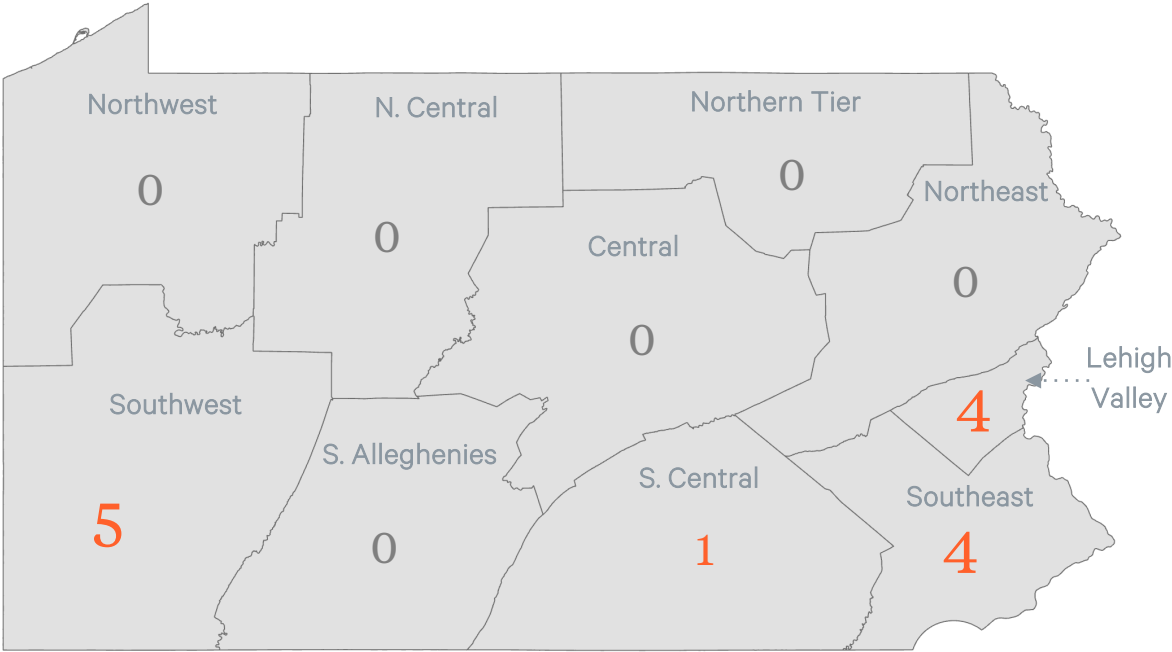 Northwest
0
N. Central
0
Northern Tier
0
Northeast
0
Central
0
Lehigh
Valley
4
Southwest
5
S. Alleghenies
0
S. Central
1
Southeast
4